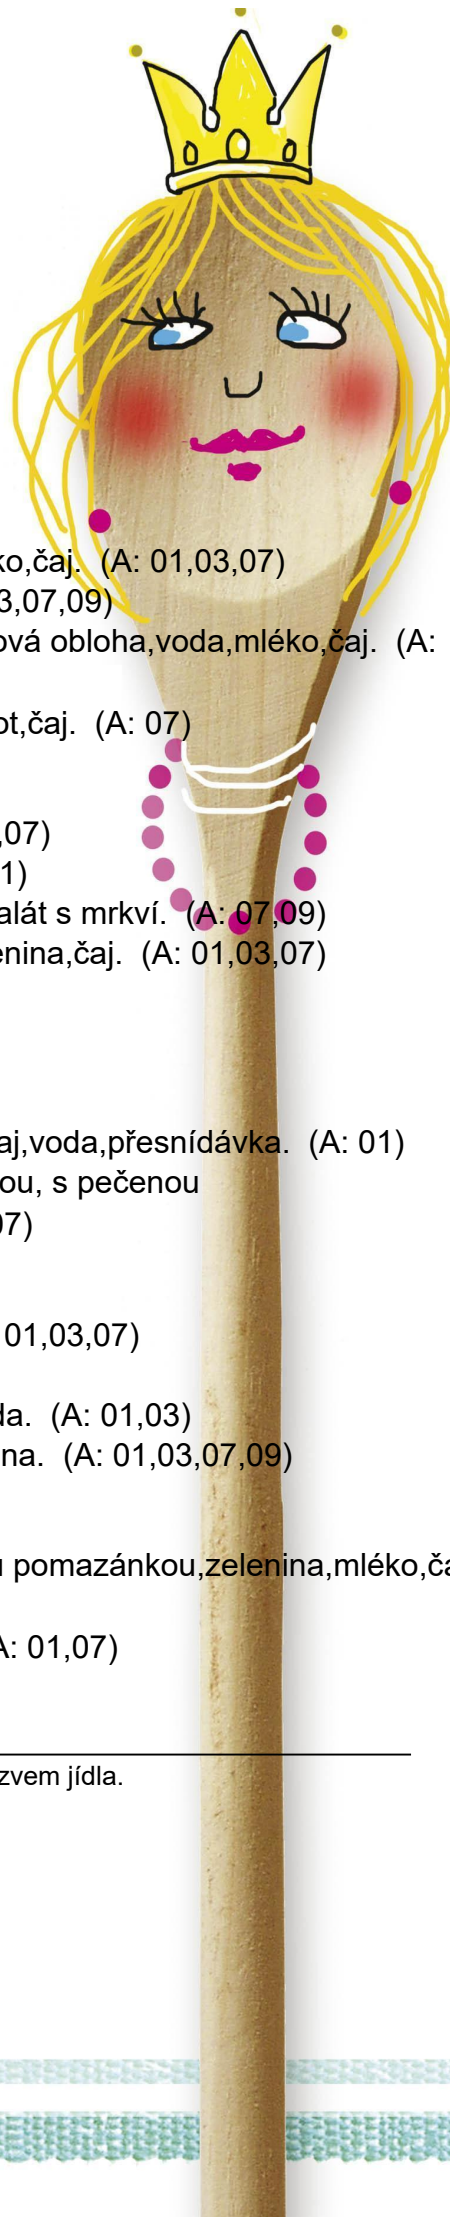 ko,čaj. (A: 01,03,07)
3,07,09)
ová obloha,voda,mléko,čaj. (A:
ot,čaj. (A: 07)
,07)
1)
alát s mrkví. (A: 07,09)
enina,čaj. (A: 01,03,07)
aj,voda,přesnídávka. (A: 01)
ou, s pečenou
07)
01,03,07)
da. (A: 01,03)
na. (A: 01,03,07,09)
u pomazánkou,zelenina,mléko,ča
A: 01,07)
zvem jídla.